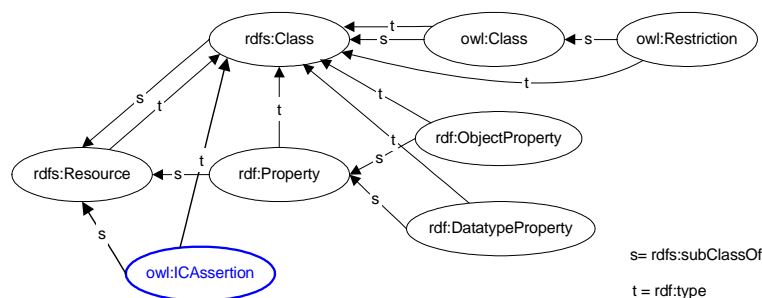 t
rdfs:Class
s
owl:Class
s
owl:Restriction
s
t
t
t
t
rdf:ObjectProperty
t
s
rdfs:Resource
s
rdf:Property
s
rdf:DatatypeProperty
s
owl:ICAssertion
s= rdfs:subClassOf
t = rdf:type